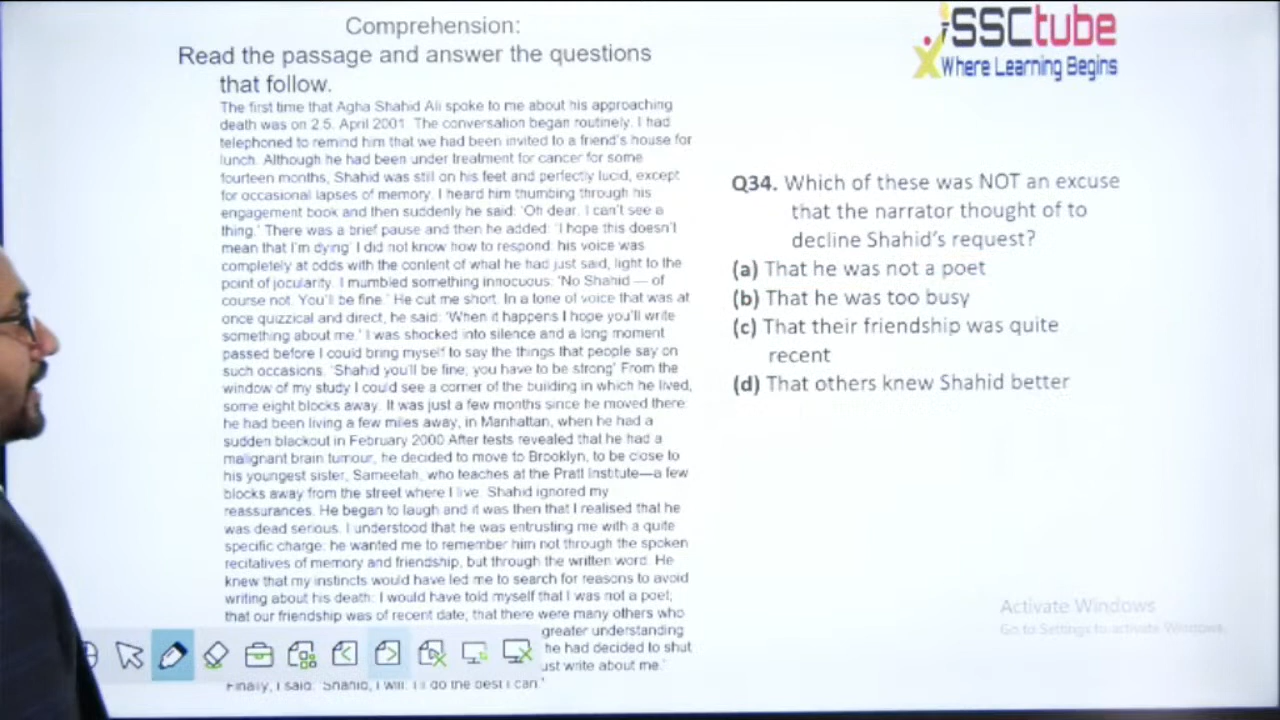 Comprehension:
Read the passage and answer the questions
that follow.
The first time that Agha Shahid Ali spoke to me about his approaching
death was on 2 5. April 2001. The conversation began routinely. I had
telephoned to remind him that we had been invited to a friend's house for
lunch. Although he had been under treatment for cancer for some
fourteen months, Shahid was still on his feet and perfectly lucid, except
for occasional lapses of memory. I heard him thumbing through his
engagement book and then suddenly he said: 'Oh dear. I can't see a
thing.' There was a brief pause and then he added: 'I hope this doesn't
mean that I'm dying' I did not know how to respond: his voice was
completely at odds with the content of what he had just said, light to the
point of jocularity. I mumbled something innocuous: 'No Shahid — of
course not. You'll be fine.' He cut me short. In a tone of voice that was at
once quizzical and direct, he said: 'When it happens I hope you'll write
something about me.' I was shocked into silence and a long moment
passed before I could bring myself to say the things that people say on
such occasions. 'Shahid you'll be fine; you have to be strong' From the
window of my study I could see a corner of the building in which he lived,
some eight blocks away. It was just a few months since he moved there:
he had been living a few miles away, in Manhattan, when he had a
sudden blackout in February 2000 After tests revealed that he had a
malignant brain tumour, he decided to move to Brooklyn, to be close to
his youngest sister, Sameetah, who teaches at the Pratt Institute—a few
blocks away from the street where I live. Shahid ignored my
reassurances. He began to laugh and it was then that I realised that he
was dead serious. I understood that he was entrusting me with a quite
specific charge: he wanted me to remember him not through the spoken
recitatives of memory and friendship, but through the written word. He
knew that my instincts would have led me to search for reasons to avoid
writing about his death: I would have told myself that I was not a poet;
that our friendship was of recent date; that there were many others who
greater understanding
he had decided to shut
ust write about me.'
Finally, I said: 'Shahid, I will: I'll do the best I can.'
iSSCtube
Where Learning Begins
Q34. Which of these was NOT an excuse
that the narrator thought of to
decline Shahid's request?
(a) That he was not a poet
(b) That he was too busy
(c) That their friendship was quite
recent
(d) That others knew Shahid better
Activate Windows
Go to Settings to activate Windows.